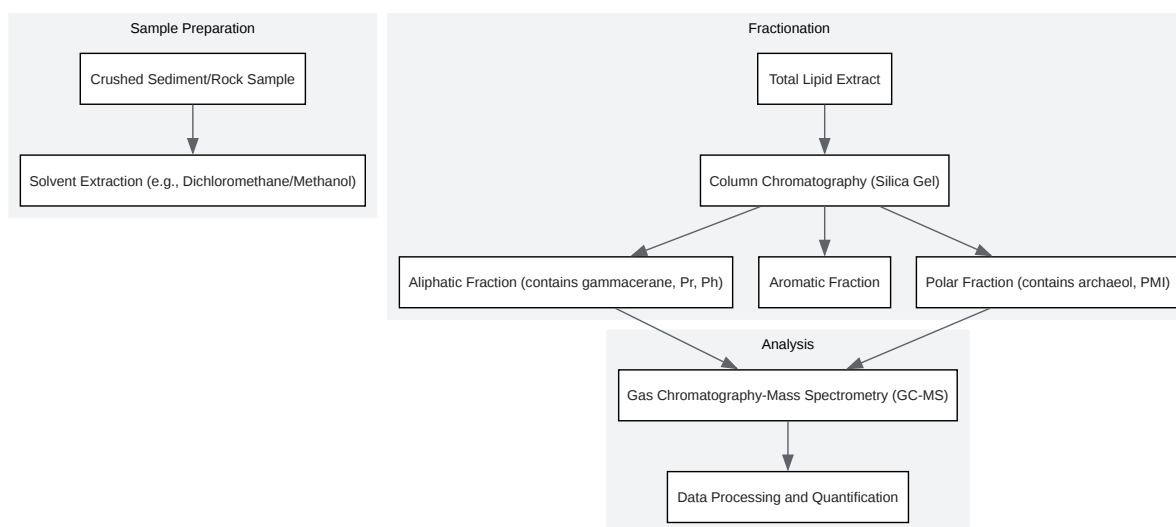 Sample Preparation
Crushed Sediment/Rock Sample
Solvent Extraction (e.g., Dichloromethane/Methanol)
Fractionation
Total Lipid Extract
Column Chromatography (Silica Gel)
Aliphatic Fraction (contains gammacerane, Pr, Ph)
Aromatic Fraction
Polar Fraction (contains archaeol, PMI)
Analysis
Gas Chromatography-Mass Spectrometry (GC-MS)
Data Processing and Quantification